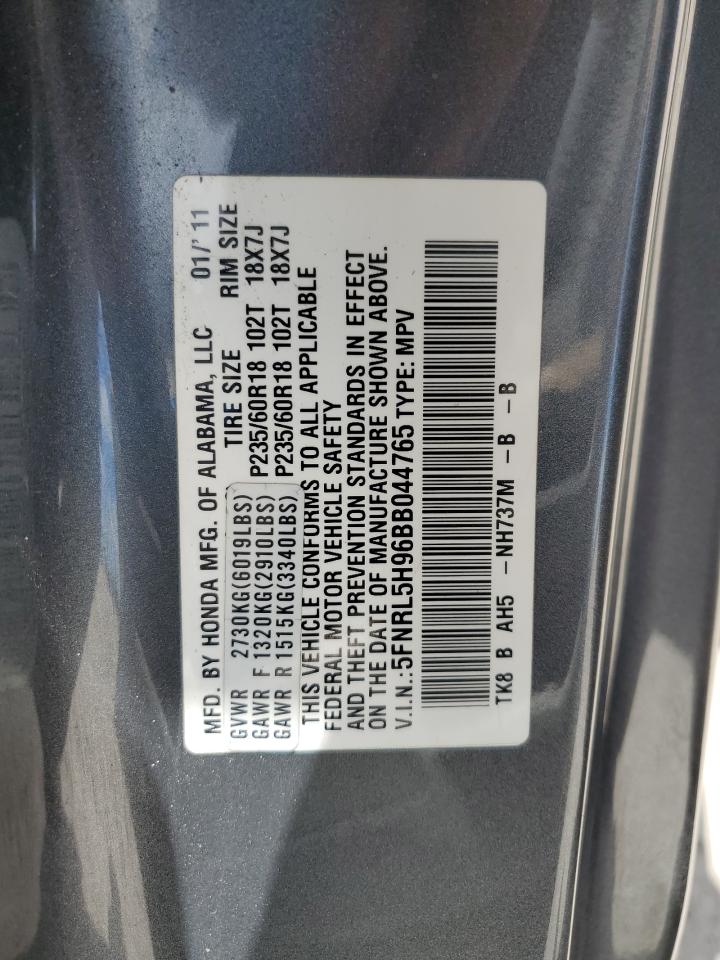 MFD. BY HONDA MFG. OF ALABAMA, LLC 01/'11
TIRE SIZE RIM SIZE
GVWR 2730KG(6019LBS)
GAWR F 1320KG(2910LBS) P235/60R18 102T 18X7J
GAWR R 1515KG(3340LBS) P235/60R18 102T 18X7J
THIS VEHICLE CONFORMS TO ALL APPLICABLE
FEDERAL MOTOR VEHICLE SAFETY
AND THEFT PREVENTION STANDARDS IN EFFECT
ON THE DATE OF MANUFACTURE SHOWN ABOVE.
V.I.N.:5FNRL5H96BB044765 TYPE: MPV
TK8 B AH5 -NH737M -B -B